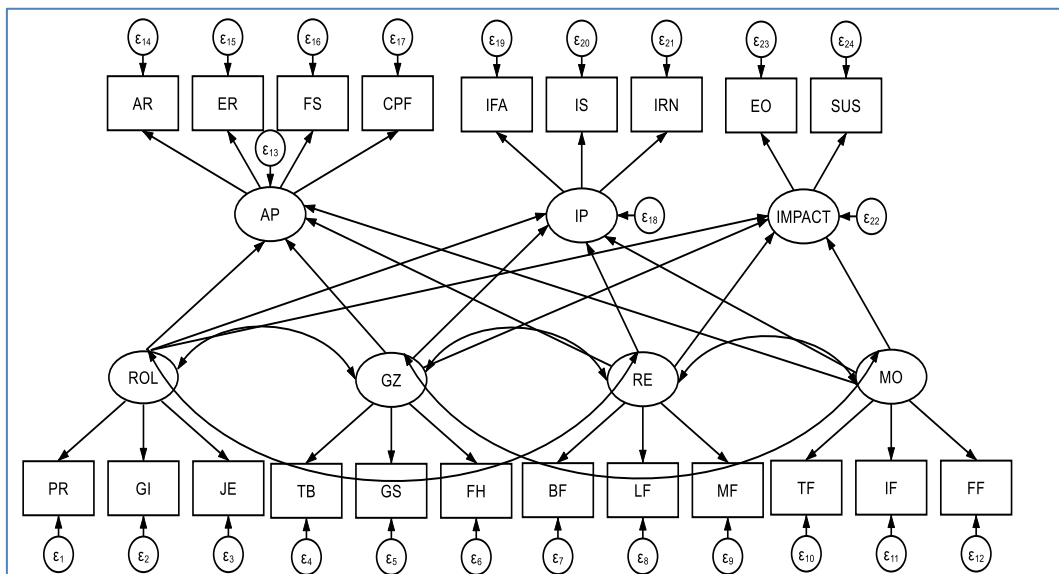 ε14 ε15 ε16 ε17 ε19 ε20 ε21 ε23 ε24
AR ER FS CPF IFA IS IRN EO SUS
ε13
AP IP ε18 IMPACT ε22
ROL GZ RE MO
PR GI JE TB GS FH BF LF MF TF IF FF
ε1 ε2 ε3 ε4 ε5 ε6 ε7 ε8 ε9 ε10 ε11 ε12